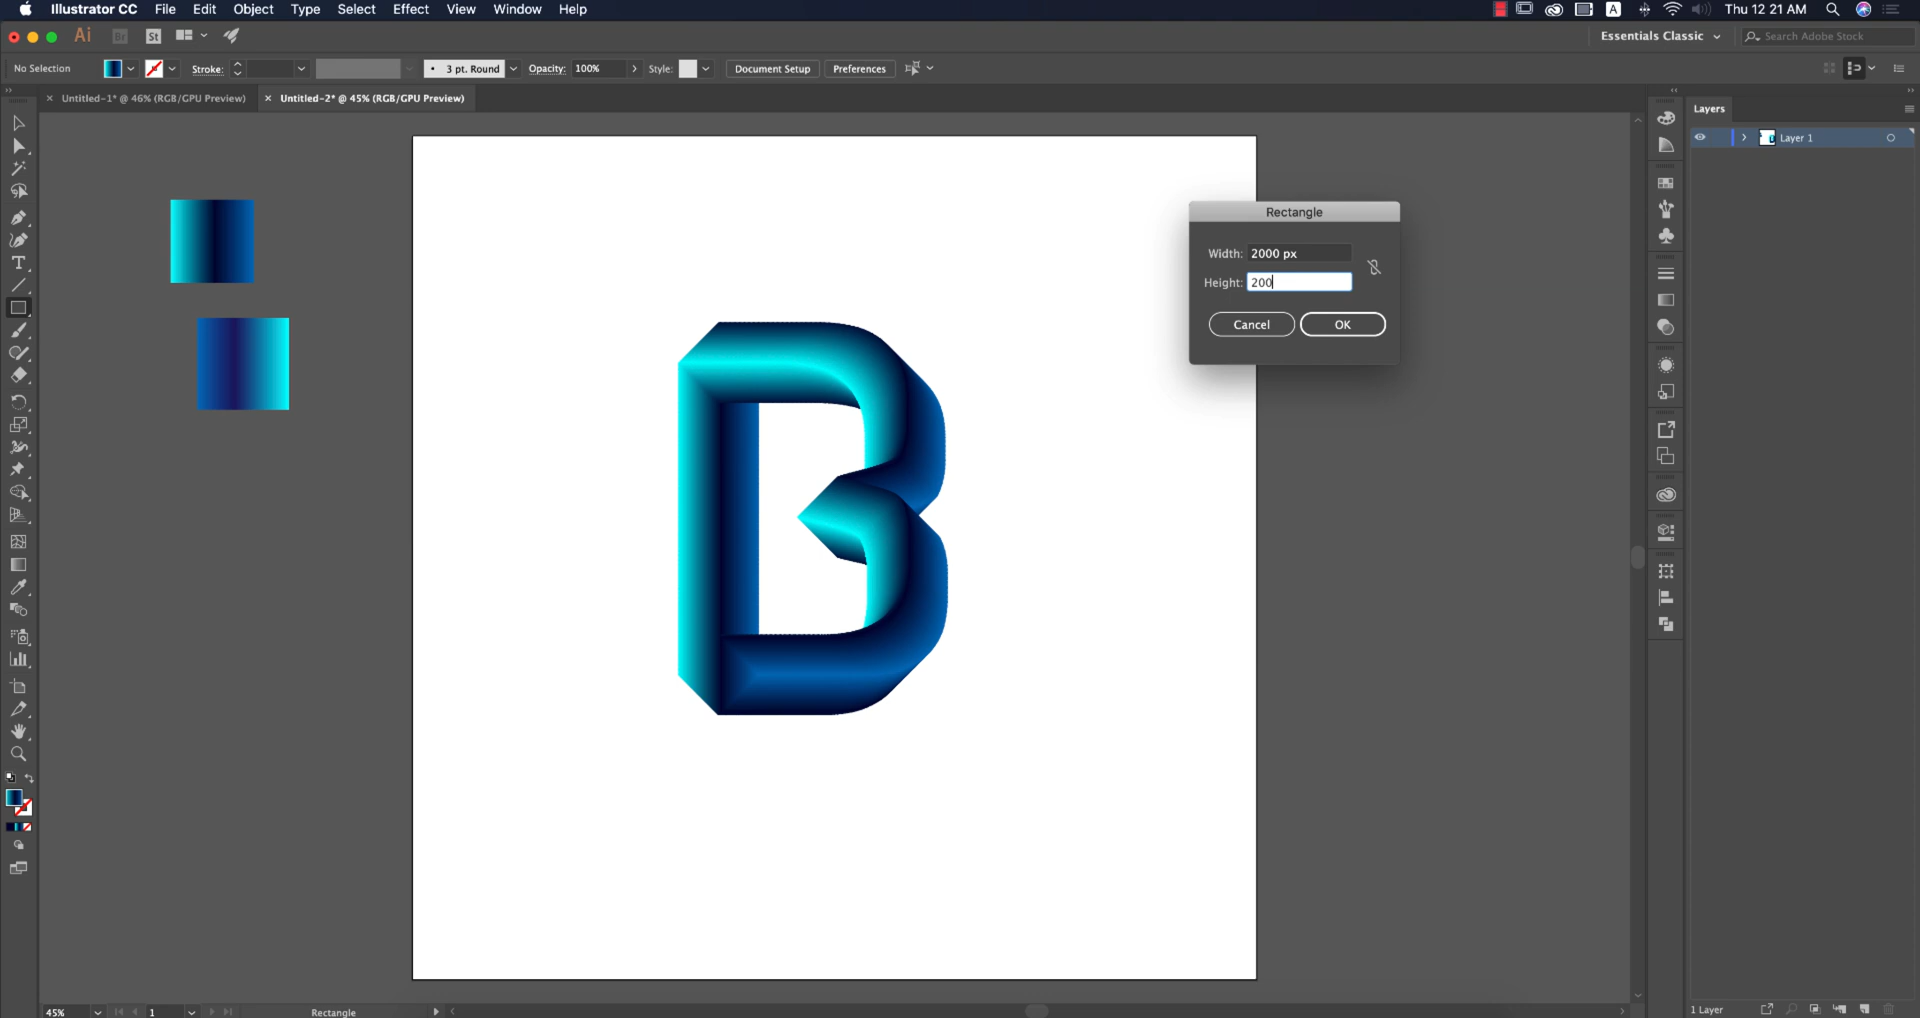 Illustrator CC File Edit Object Type Select Effect View Window Help
A Thu 12 21 AM
Ai Br St Essentials Classic Search Adobe Stock
No Selection Stroke: 3 pt. Round Opacity: 100% Style: Document Setup Preferences
Untitled-1* @ 46% (RGB/GPU Preview) Untitled-2* @ 45% (RGB/GPU Preview)
Layers
Layer 1
Rectangle
Width: 2000 px
Height: 200
Cancel OK
B
45% 1 Rectangle 1 Layer